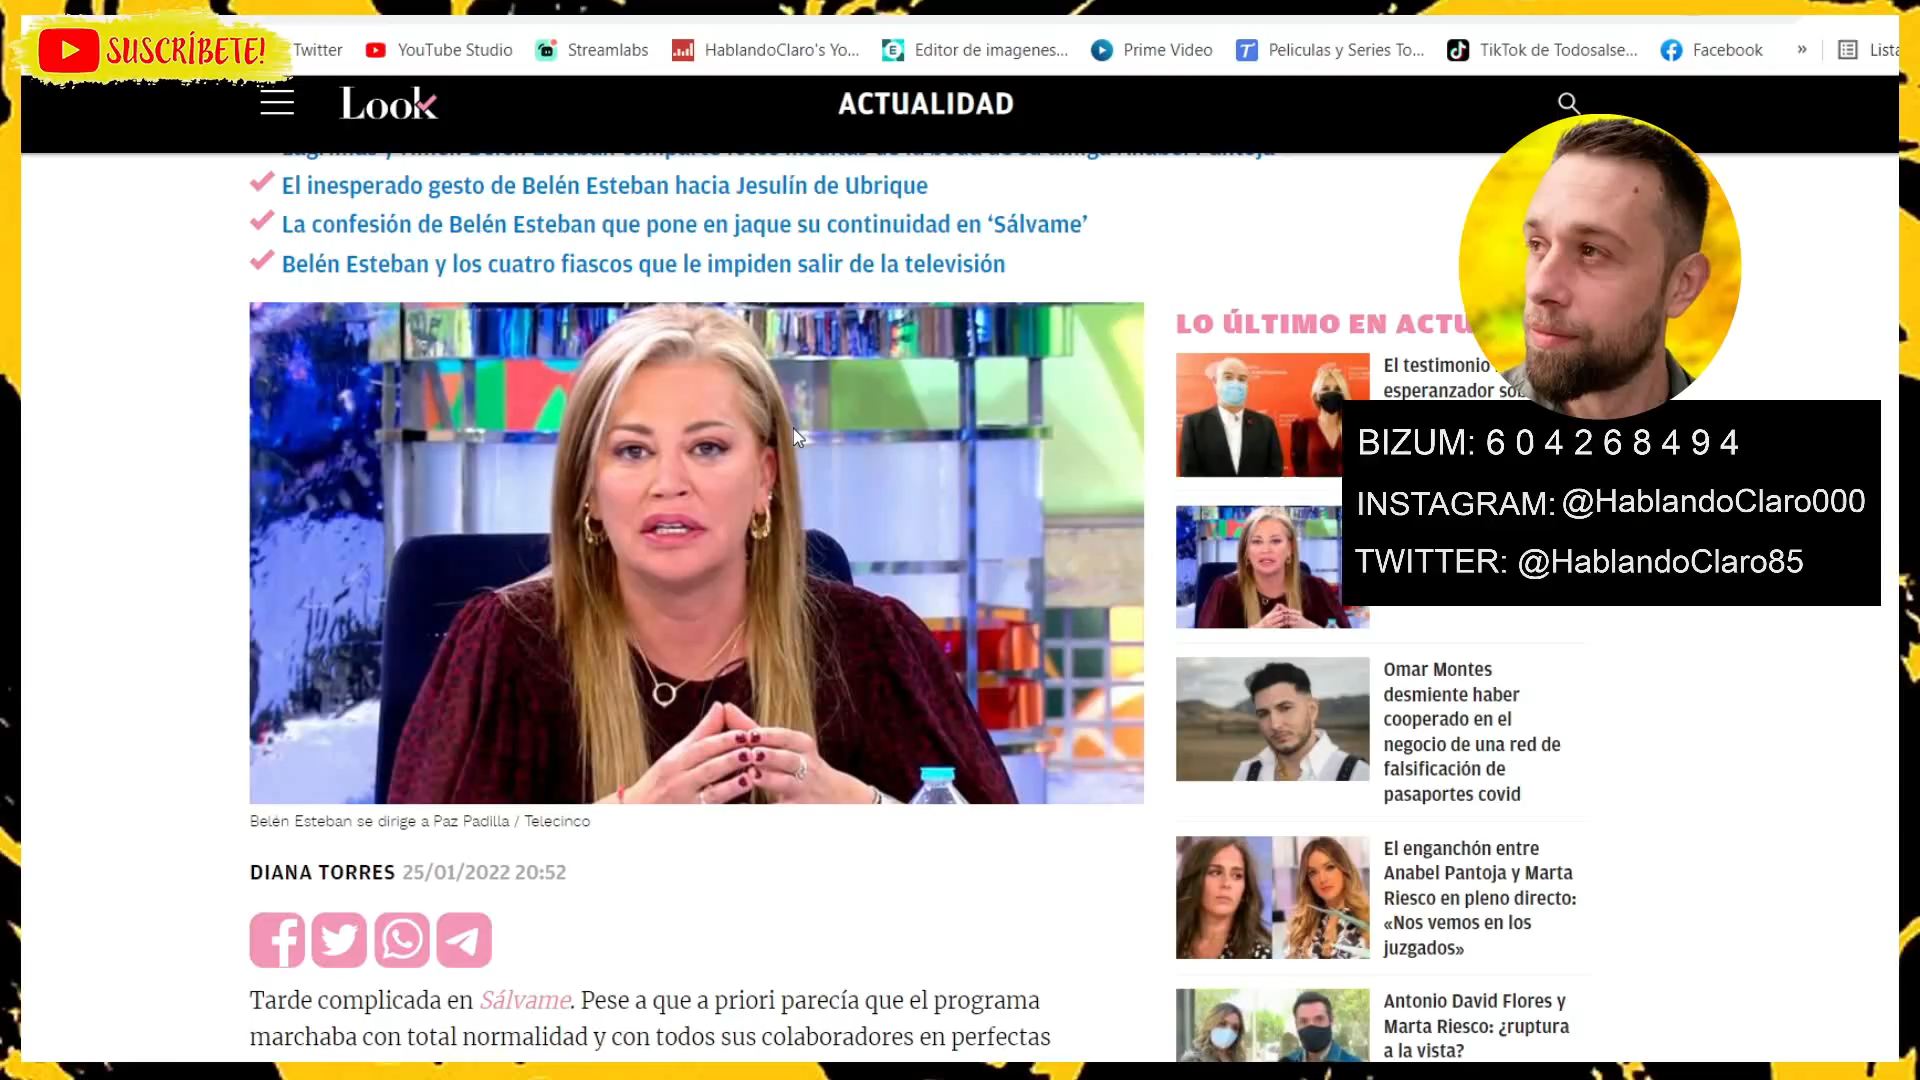 SUSCRÍBETE!
Twitter
YouTube Studio
Streamlabs
HablandoClaro's Yo...
Editor de imagenes...
Prime Video
Peliculas y Series To...
TikTok de Todosalse...
Facebook
»
Lista
Look
ACTUALIDAD
El inesperado gesto de Belén Esteban hacia Jesulín de Ubrique
La confesión de Belén Esteban que pone en jaque su continuidad en ‘Sálvame’
Belén Esteban y los cuatro fiascos que le impiden salir de la televisión
Belén Esteban se dirige a Paz Padilla / Telecinco
DIANA TORRES 25/01/2022 20:52
Tarde complicada en Sálvame. Pese a que a priori parecía que el programa
marchaba con total normalidad y con todos sus colaboradores en perfectas
LO ÚLTIMO EN ACTU
El testimonio
esperanzador so
BIZUM: 6 0 4 2 6 8 4 9 4
INSTAGRAM: @HablandoClaro000
TWITTER: @HablandoClaro85
Omar Montes
desmiente haber
cooperado en el
negocio de una red de
falsificación de
pasaportes covid
El enganchón entre
Anabel Pantoja y Marta
Riesco en pleno directo:
«Nos vemos en los
juzgados»
Antonio David Flores y
Marta Riesco: ¿ruptura
a la vista?